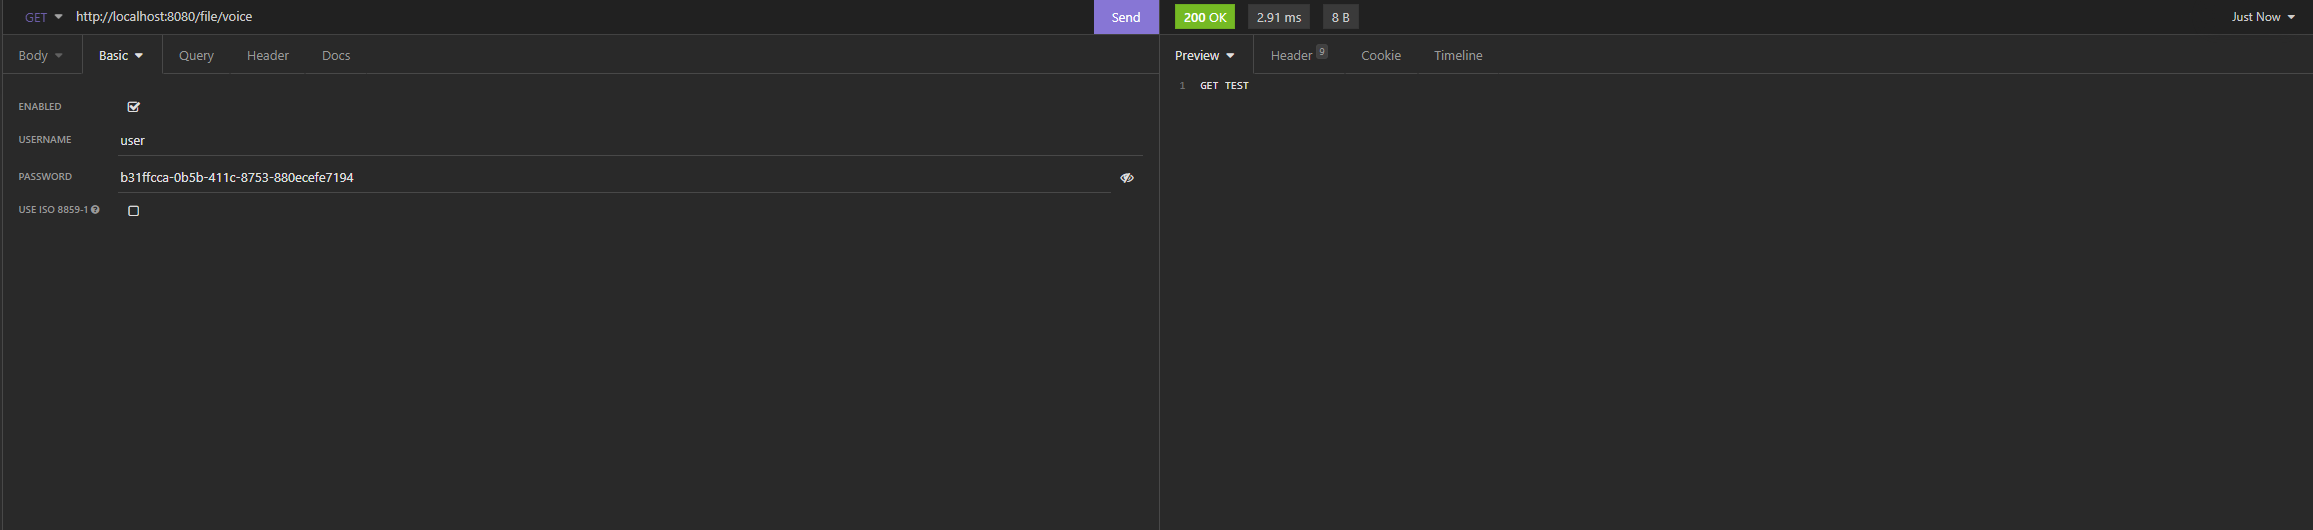 GET http://localhost:8080/file/voice Send
Body Basic Query Header Docs
ENABLED
USERNAME user
PASSWORD b31ffcca-0b5b-411c-8753-880ecefe7194
USE ISO 8859-1
200 OK 2.91 ms 8 B Just Now
Preview Header 9 Cookie Timeline
1 GET TEST